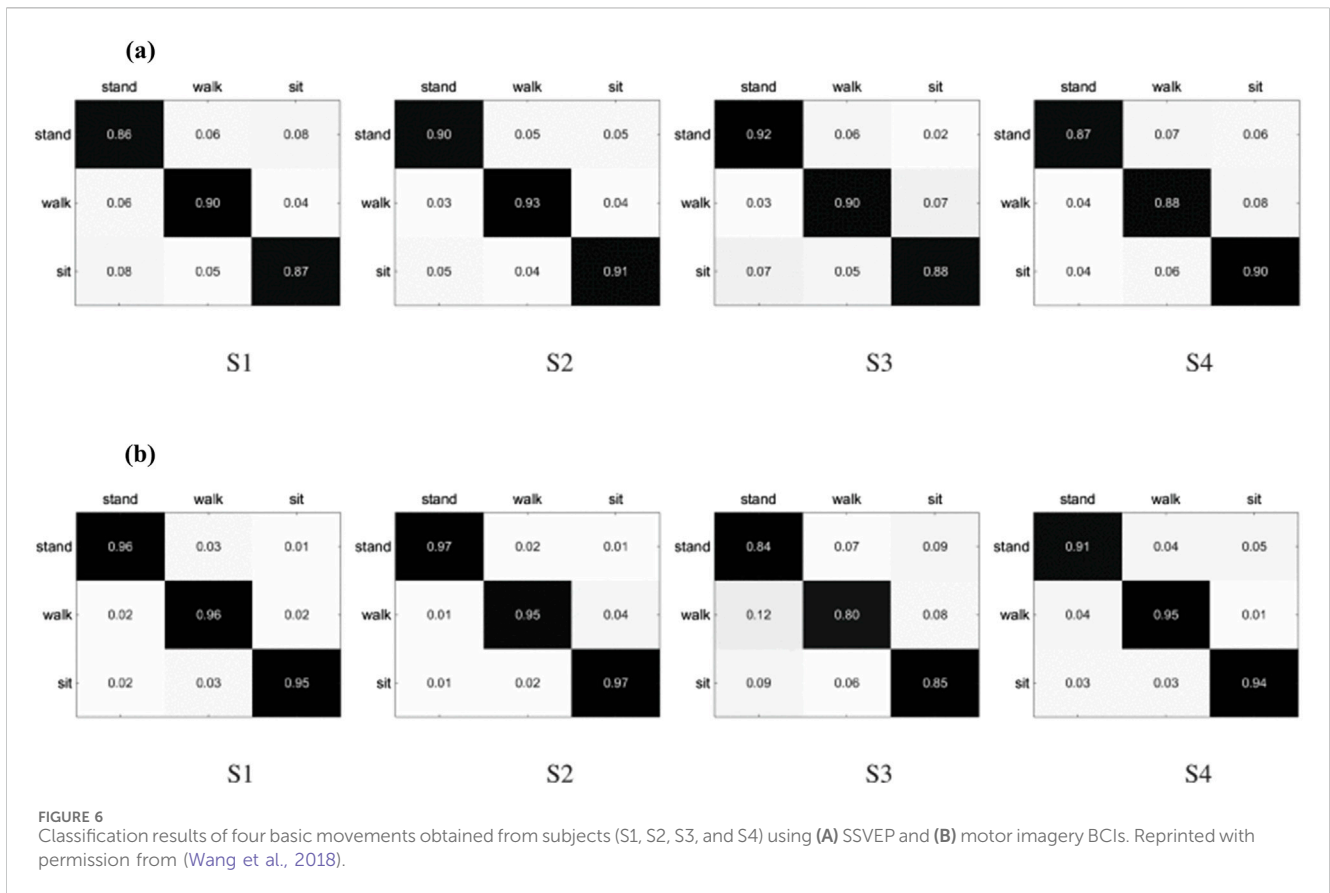 (a)
stand walk sit stand walk sit stand walk sit stand walk sit
stand 0.86 0.06 0.08 stand 0.90 0.05 0.05 stand 0.92 0.06 0.02 stand 0.87 0.07 0.06
walk 0.06 0.90 0.04 walk 0.03 0.93 0.04 walk 0.03 0.90 0.07 walk 0.04 0.88 0.08
sit 0.08 0.05 0.87 sit 0.05 0.04 0.91 sit 0.07 0.05 0.88 sit 0.04 0.06 0.90
S1 S2 S3 S4
(b)
stand walk sit stand walk sit stand walk sit stand walk sit
stand 0.96 0.03 0.01 stand 0.97 0.02 0.01 stand 0.84 0.07 0.09 stand 0.91 0.04 0.05
walk 0.02 0.96 0.02 walk 0.01 0.95 0.04 walk 0.12 0.80 0.08 walk 0.04 0.95 0.01
sit 0.02 0.03 0.95 sit 0.01 0.02 0.97 sit 0.09 0.06 0.85 sit 0.03 0.03 0.94
S1 S2 S3 S4
FIGURE 6
Classification results of four basic movements obtained from subjects (S1, S2, S3, and S4) using (A) SSVEP and (B) motor imagery BCIs. Reprinted with
permission from (Wang et al., 2018).